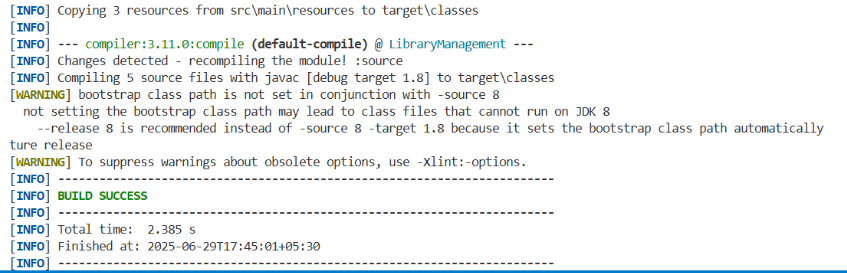 [INFO] Copying 3 resources from src\main\resources to target\classes
[INFO]
[INFO] --- compiler:3.11.0:compile (default-compile) @ LibraryManagement ---
[INFO] Changes detected - recompiling the module! :source
[INFO] Compiling 5 source files with javac [debug target 1.8] to target\classes
[WARNING] bootstrap class path is not set in conjunction with -source 8
  not setting the bootstrap class path may lead to class files that cannot run on JDK 8
    --release 8 is recommended instead of -source 8 -target 1.8 because it sets the bootstrap class path automatically
ture release
[WARNING] To suppress warnings about obsolete options, use -Xlint:-options.
[INFO] ------------------------------------------------------------------------
[INFO] BUILD SUCCESS
[INFO] ------------------------------------------------------------------------
[INFO] Total time:  2.385 s
[INFO] Finished at: 2025-06-29T17:45:01+05:30
[INFO] ------------------------------------------------------------------------